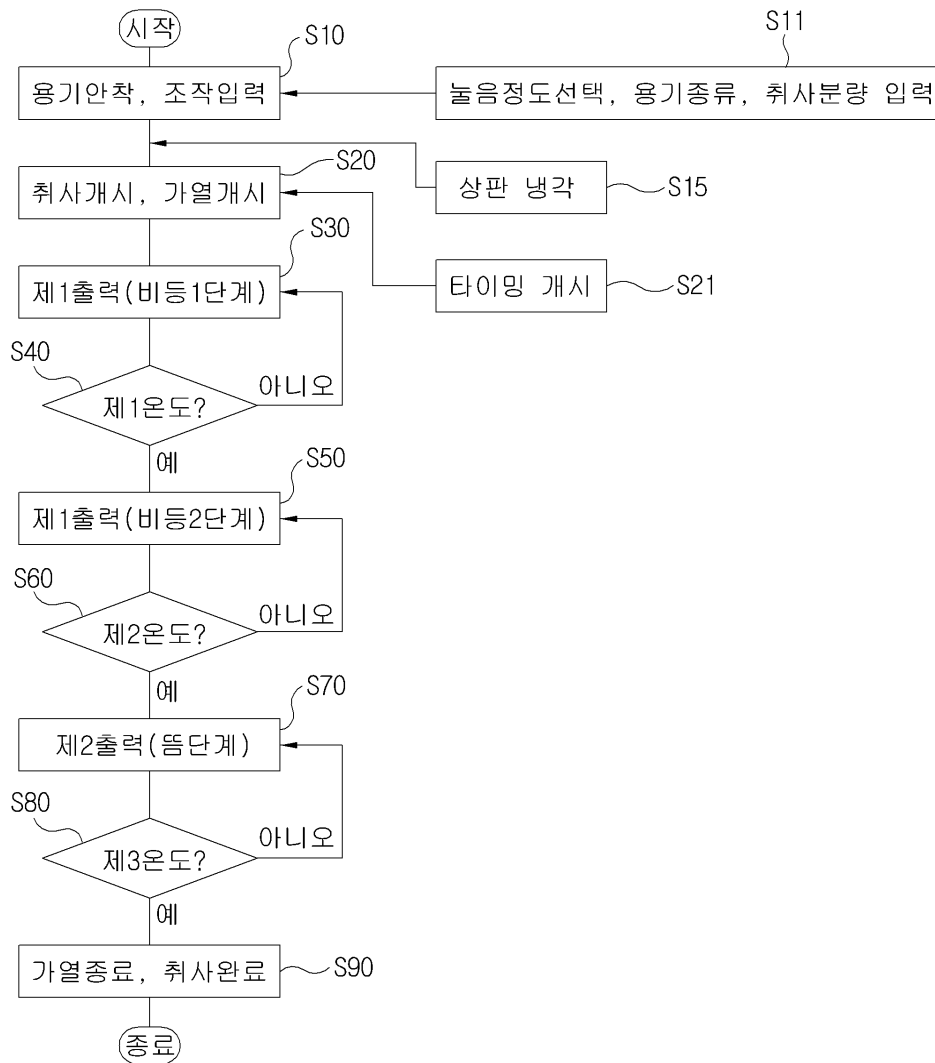 시작
S10
S11
용기안착, 조작입력
눌음정도선택, 용기종류, 취사분량 입력
S20
취사개시, 가열개시
상판 냉각
S15
S30
제1출력(비등1단계)
타이밍 개시
S21
S40
아니오
제1온도?
예
S50
제1출력(비등2단계)
S60
아니오
제2온도?
예
S70
제2출력(뜸단계)
S80
아니오
제3온도?
예
가열종료, 취사완료
S90
종료